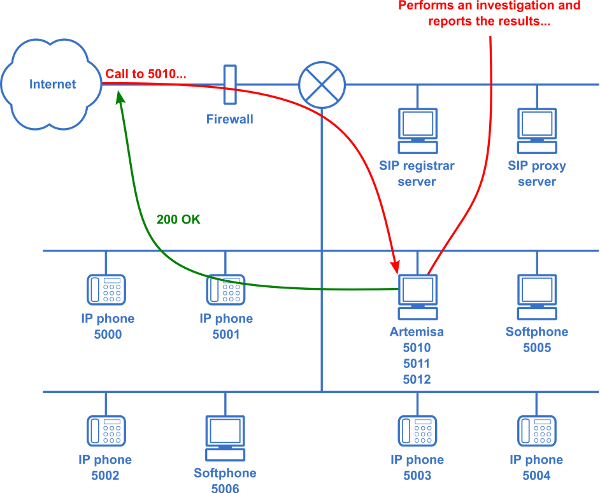 Performs an investigation and
reports the results...
Internet
Call to 5010...
Firewall
SIP registrar
server
SIP proxy
server
200 OK
IP phone
5000
IP phone
5001
Artemisa
5010
5011
5012
Softphone
5005
IP phone
5002
Softphone
5006
IP phone
5003
IP phone
5004